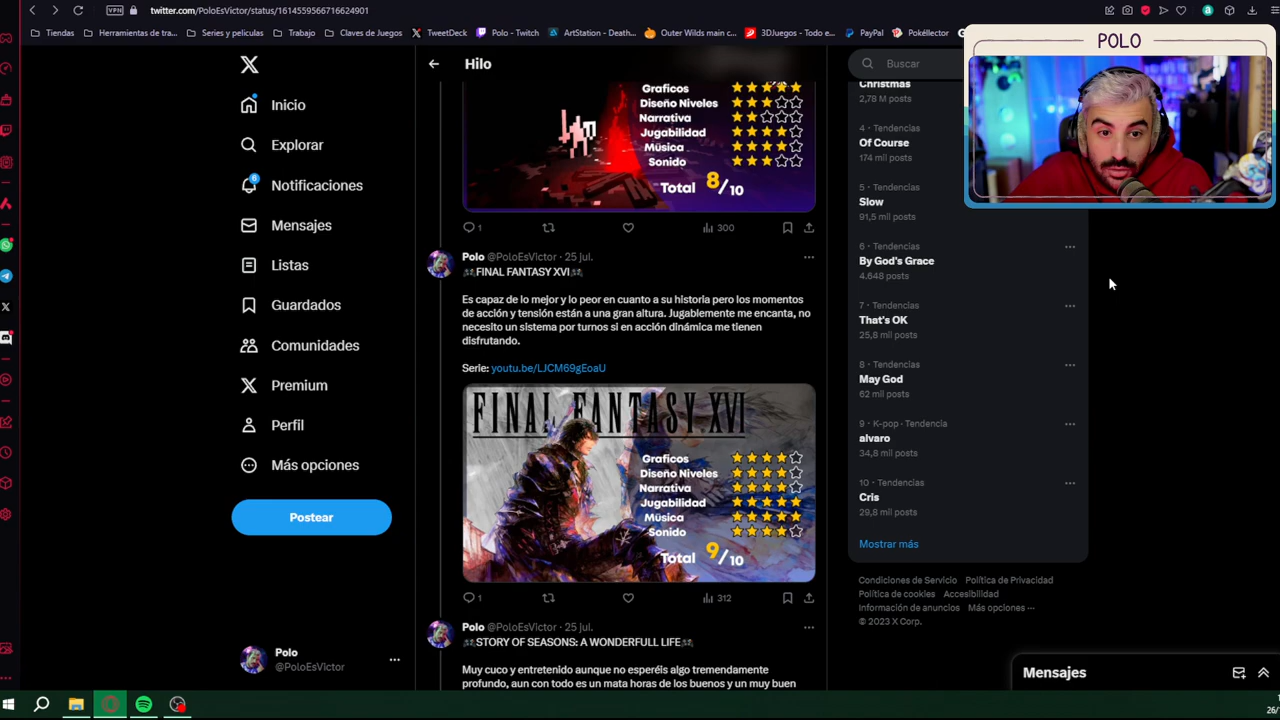 twitter.com/PoloEsVictor/status/1614559566716624901
VPN
Tiendas
Herramientas de tra...
Series y peliculas
Trabajo
Claves de Juegos
TweetDeck
Polo - Twitch
ArtStation - Death...
Outer Wilds main c...
3DJuegos - Todo e...
PayPal
Pokéllector
POLO
Hilo
Buscar
Inicio
Explorar
6
Notificaciones
Mensajes
Listas
Guardados
Comunidades
Premium
Perfil
Más opciones
Postear
Polo
@PoloEsVictor
Graficos
Diseño Niveles
Narrativa
Jugabilidad
Música
Sonido
Total 8/10
1
300
Polo @PoloEsVictor · 25 jul.
🎮FINAL FANTASY XVI🎮
Es capaz de lo mejor y lo peor en cuanto a su historia pero los momentos
de acción y tensión están a una gran altura. Jugablemente me encanta, no
necesito un sistema por turnos si en acción dinámica me tienen
disfrutando.
Serie: youtu.be/LJCM69gEoaU
FINAL FANTASY XVI
Graficos
Diseño Niveles
Narrativa
Jugabilidad
Música
Sonido
Total 9/10
1
312
Polo @PoloEsVictor · 25 jul.
🎮STORY OF SEASONS: A WONDERFULL LIFE🎮
Muy cuco y entretenido aunque no esperéis algo tremendamente
profundo, aun con todo es un mata horas de los buenos y un muy buen
Christmas
2,78 M posts
4 · Tendencias
Of Course
174 mil posts
5 · Tendencias
Slow
91,5 mil posts
6 · Tendencias
By God's Grace
4.648 posts
7 · Tendencias
That's OK
25,8 mil posts
8 · Tendencias
May God
62 mil posts
9 · K-pop · Tendencia
alvaro
34,8 mil posts
10 · Tendencias
Cris
29,8 mil posts
Mostrar más
Condiciones de Servicio Política de Privacidad
Política de cookies Accesibilidad
Información de anuncios Más opciones ···
© 2023 X Corp.
Mensajes
26/